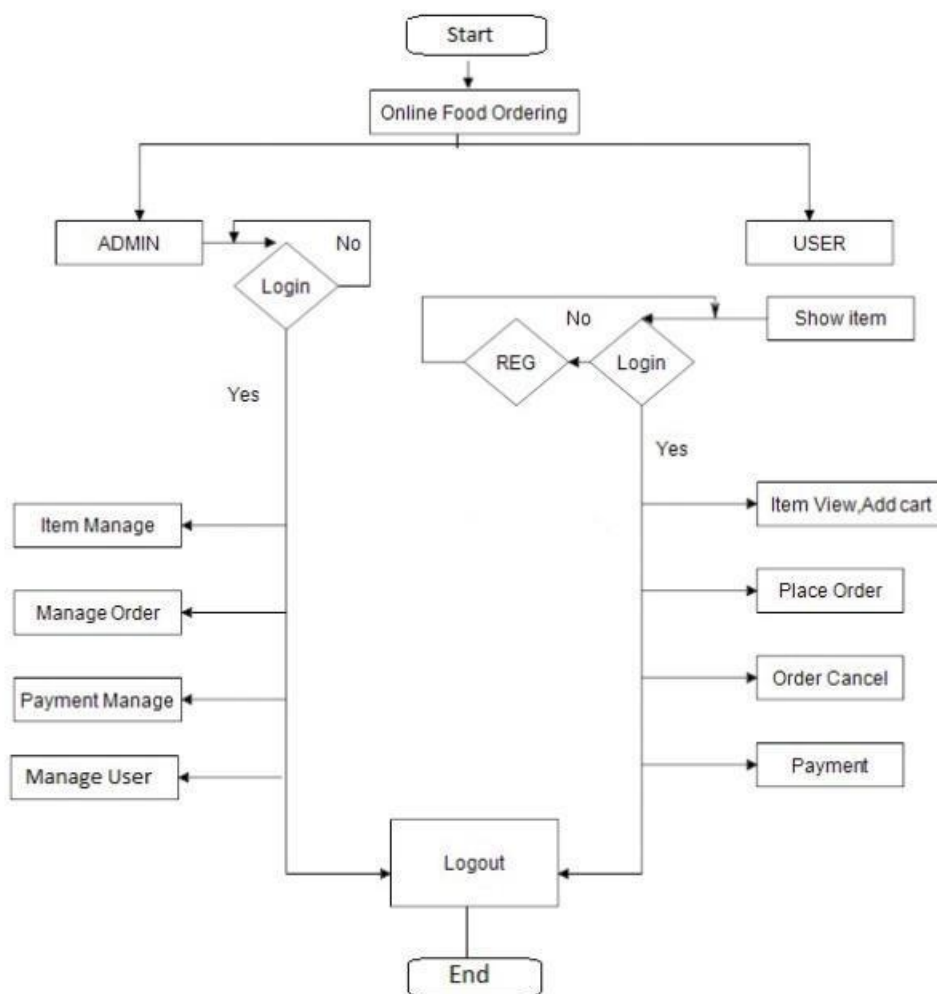 Start
Online Food Ordering
ADMIN
No
USER
Login
No
Show item
REG
Login
Yes
Yes
Item Manage
Item View,Add cart
Manage Order
Place Order
Payment Manage
Order Cancel
Manage User
Payment
Logout
End